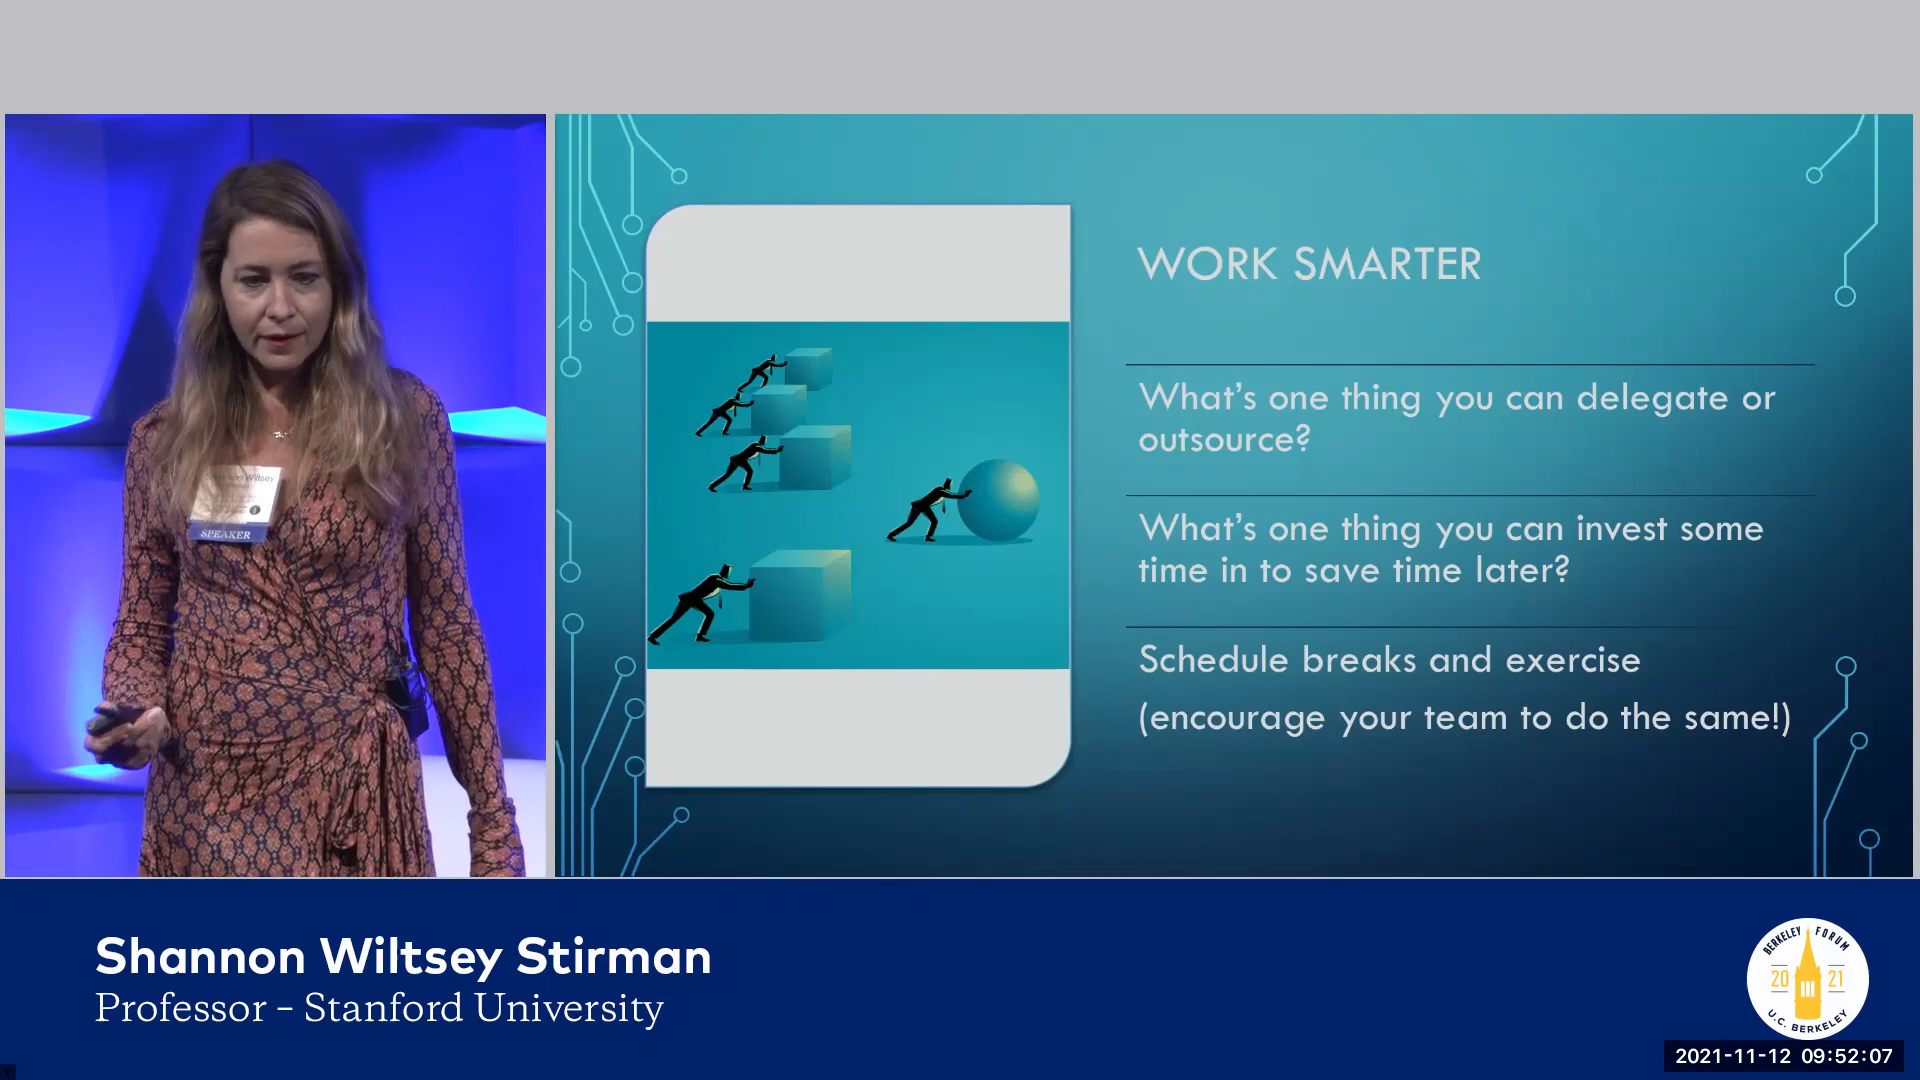 WORK SMARTER
What's one thing you can delegate or
outsource?
What's one thing you can invest some
time in to save time later?
Schedule breaks and exercise
(encourage your team to do the same!)
Wiltsey
SPEAKER
Shannon Wiltsey Stirman
Professor – Stanford University
BERKELEY FORUM
20 21
U.C. BERKELEY
2021-11-12 09:52:07